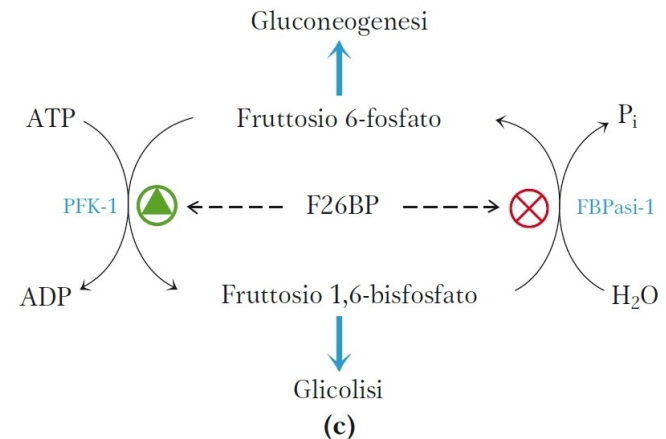 Gluconeogenesi
ATP
Fruttosio 6-fosfato
Pi
PFK-1
F26BP
FBPasi-1
ADP
Fruttosio 1,6-bisfosfato
H₂O
Glicolisi
(c)